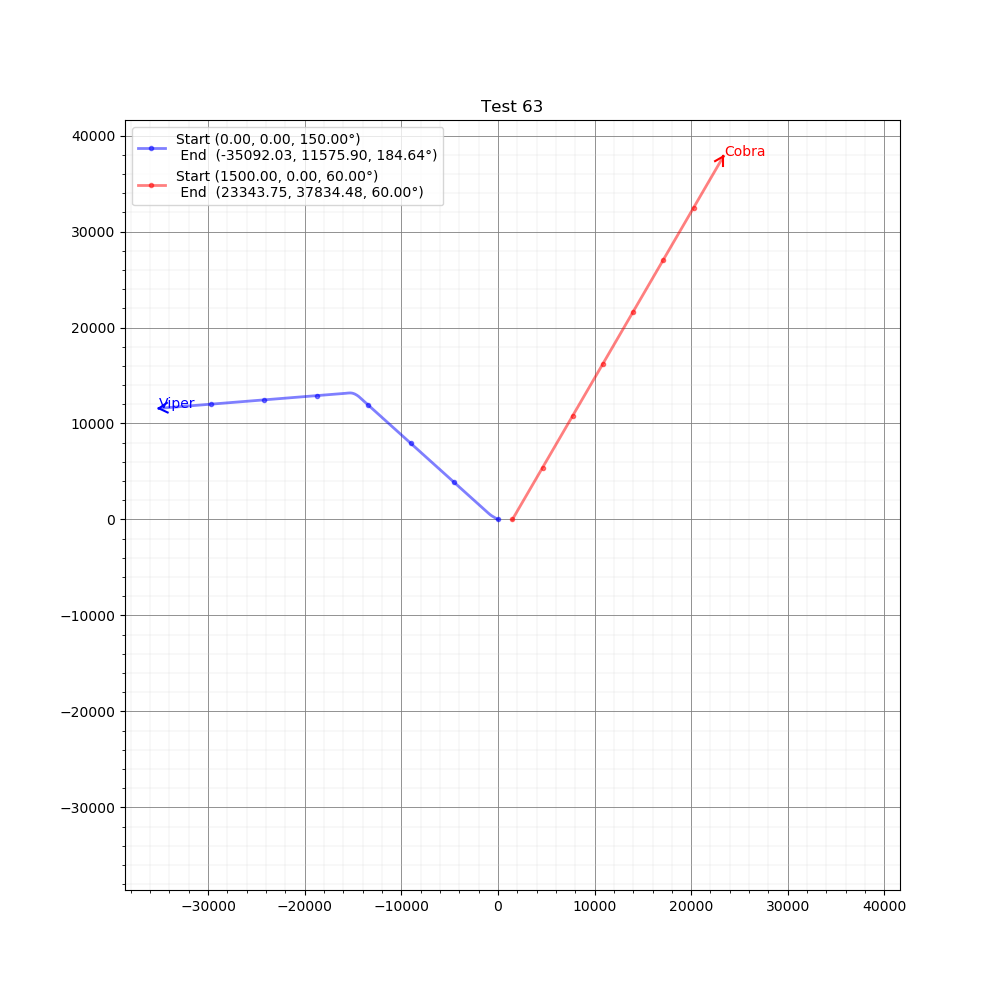 Test 63
Start (0.00, 0.00, 150.00°)
End (-35092.03, 11575.90, 184.64°)
Start (1500.00, 0.00, 60.00°)
End (23343.75, 37834.48, 60.00°)
Cobra
Viper
40000
30000
20000
10000
0
−10000
−20000
−30000
−30000 −20000 −10000 0 10000 20000 30000 40000